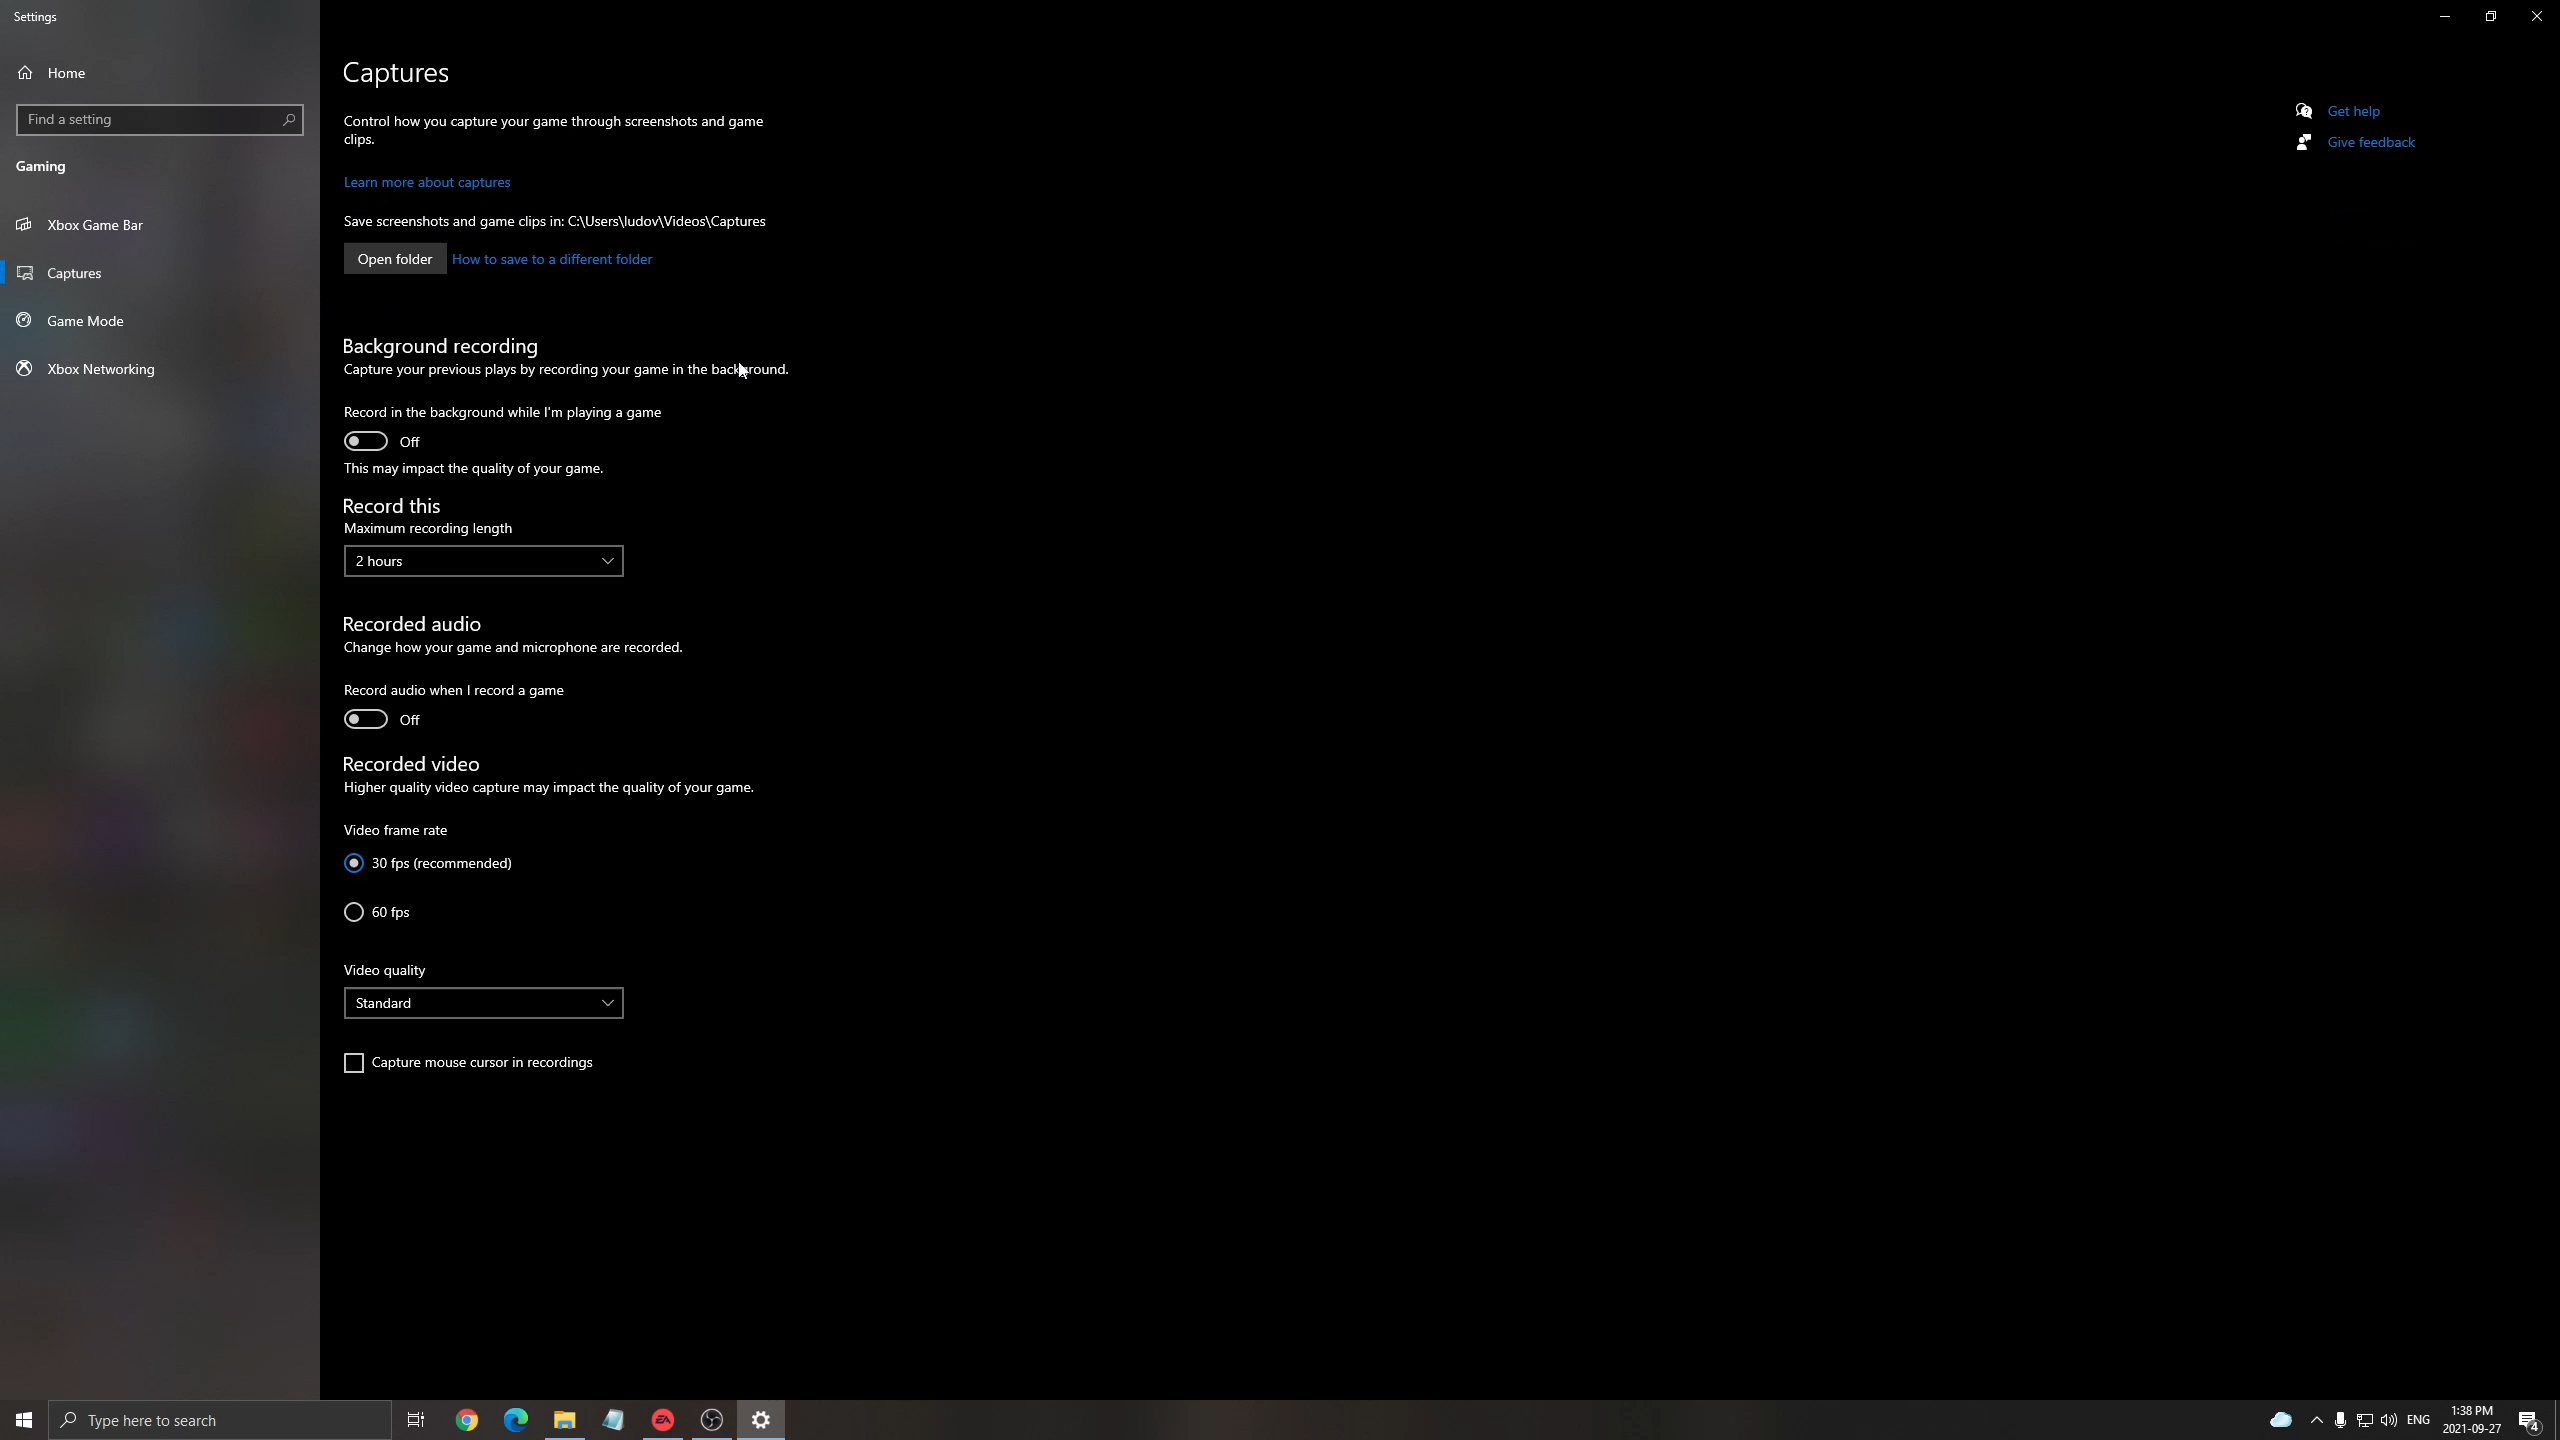 Settings
Home
Find a setting
Gaming
Xbox Game Bar
Captures
Game Mode
Xbox Networking
Captures
Control how you capture your game through screenshots and game
clips.
Learn more about captures
Save screenshots and game clips in: C:\Users\ludov\Videos\Captures
Open folder
How to save to a different folder
Background recording
Capture your previous plays by recording your game in the background.
Record in the background while I'm playing a game
Off
This may impact the quality of your game.
Record this
Maximum recording length
2 hours
Recorded audio
Change how your game and microphone are recorded.
Record audio when I record a game
Off
Recorded video
Higher quality video capture may impact the quality of your game.
Video frame rate
30 fps (recommended)
60 fps
Video quality
Standard
Capture mouse cursor in recordings
Get help
Give feedback
Type here to search
EA
ENG
1:38 PM
2021-09-27
4